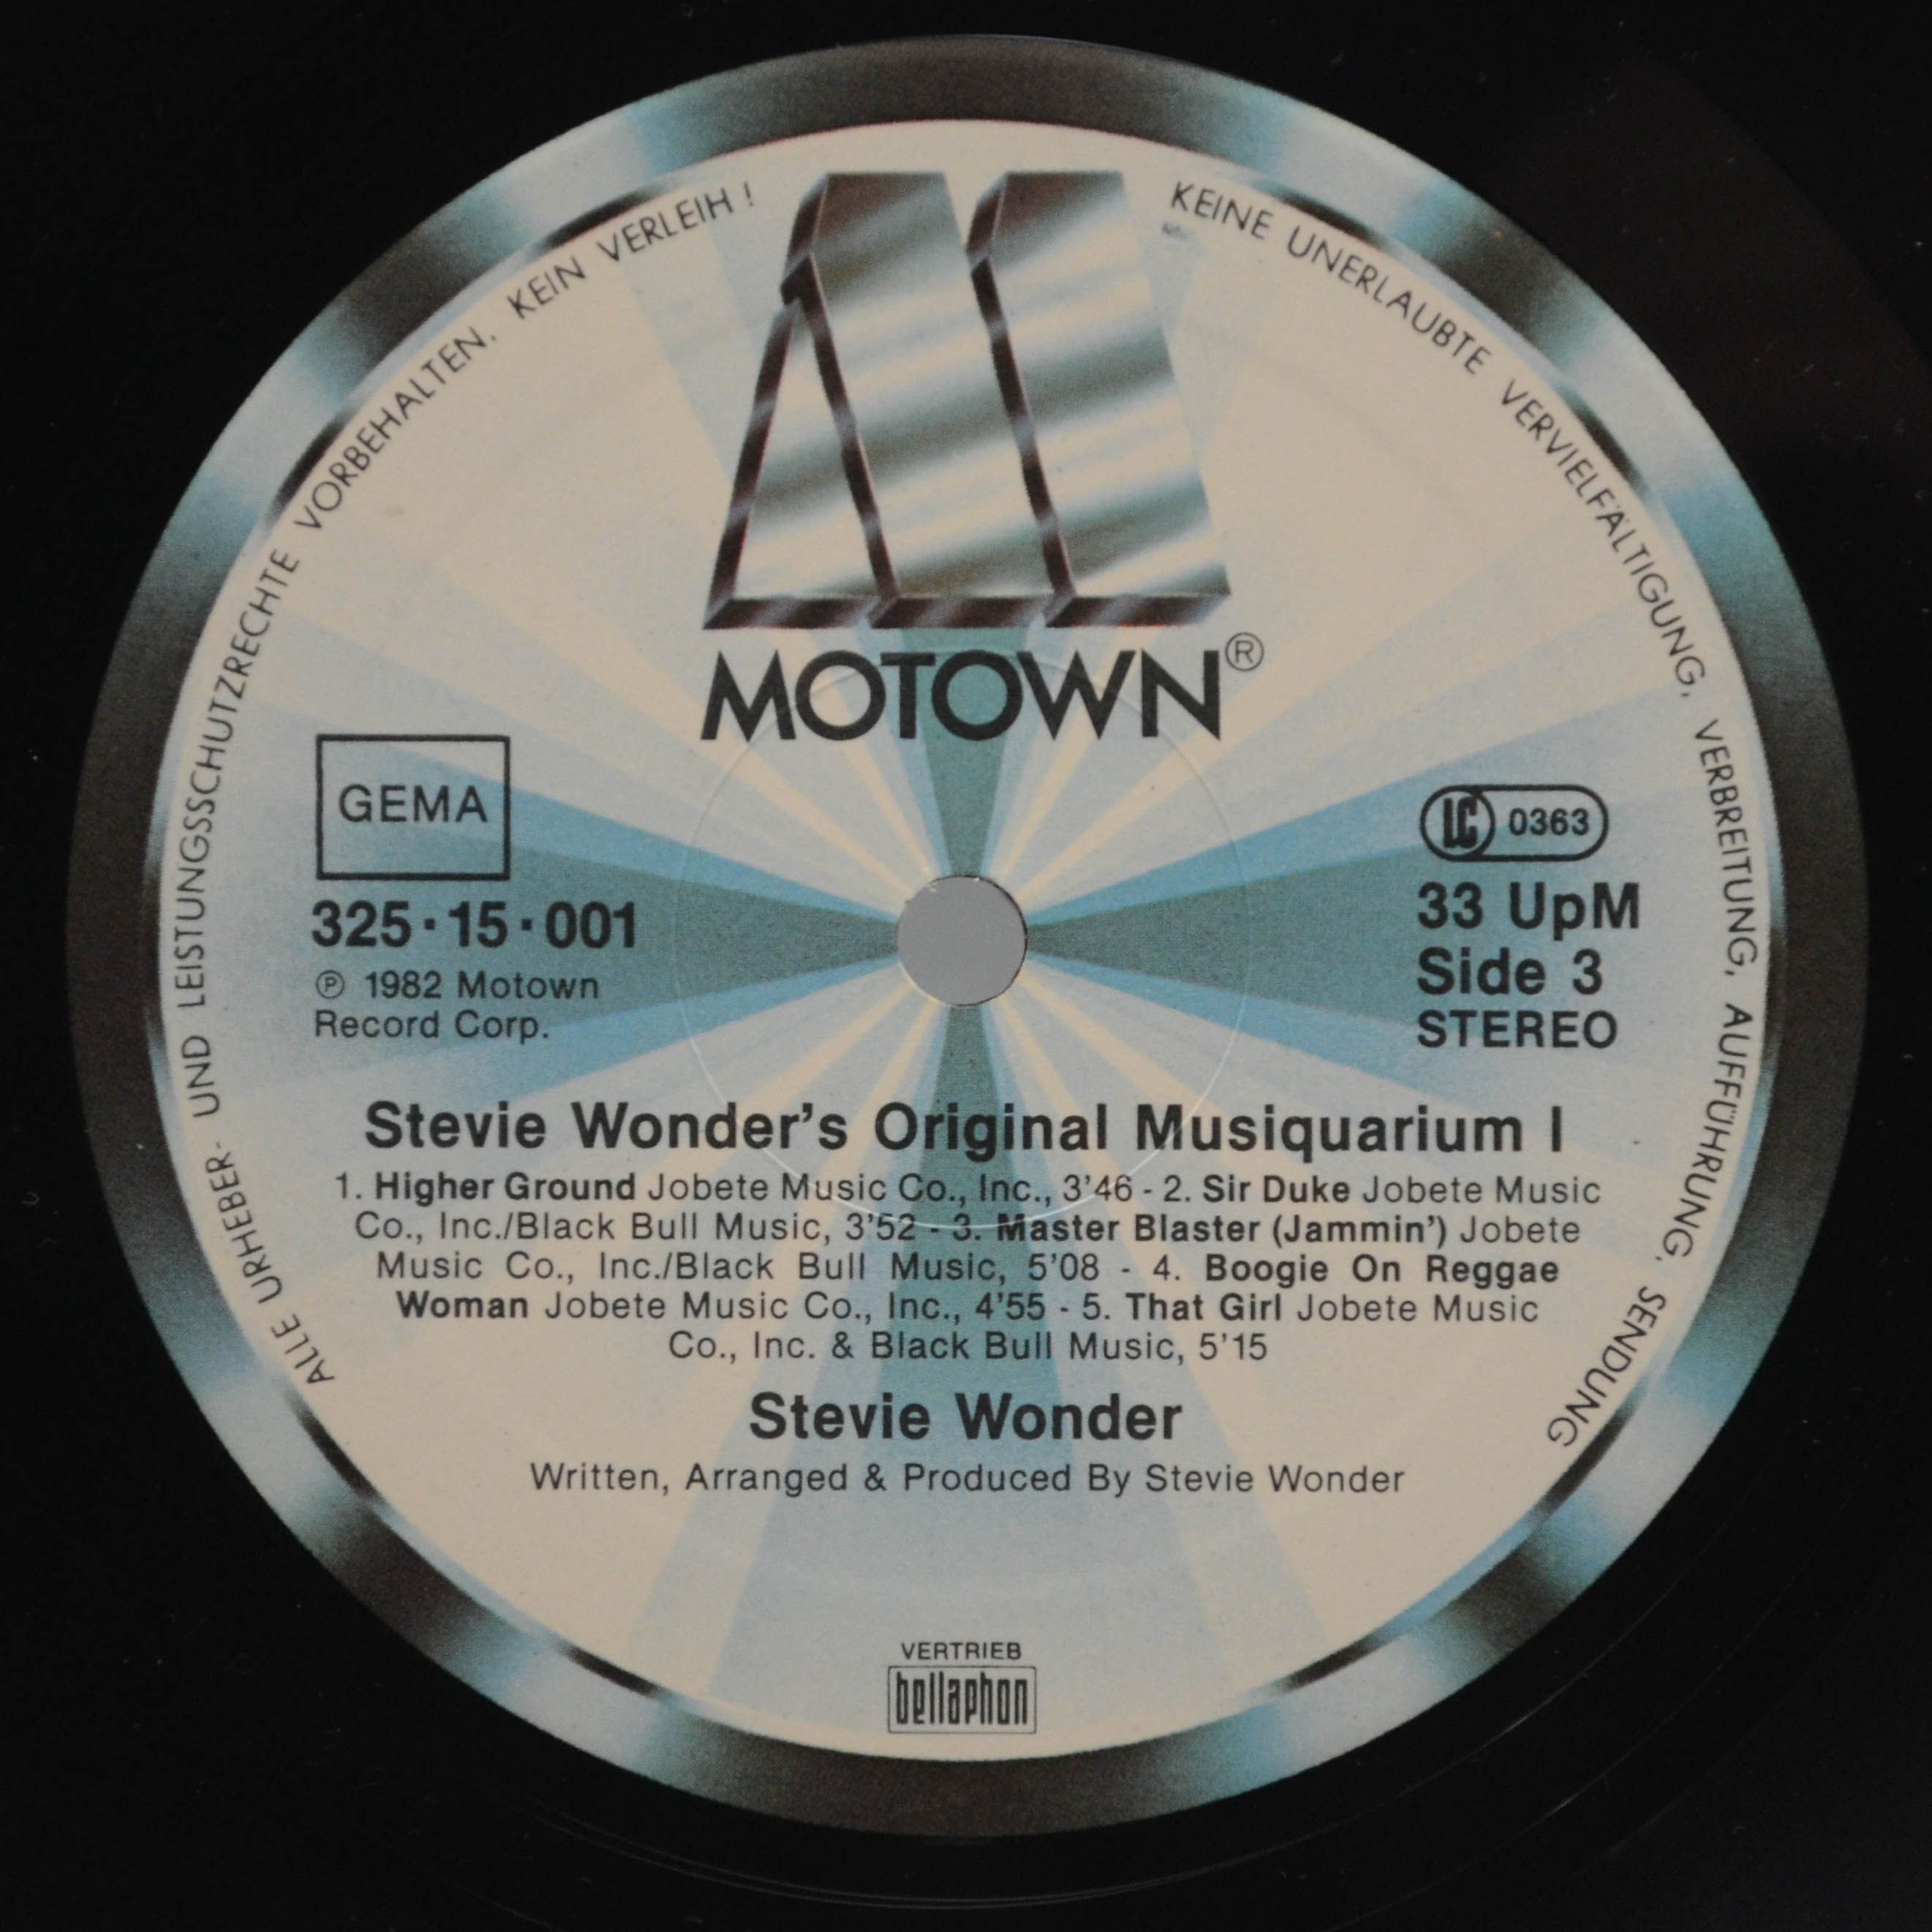 ALLE URHEBER- UND LEISTUNGSSCHUTZRECHTE VORBEHALTEN. KEIN VERLEIH !
KEINE UNERLAUBTE VERVIELFÄLTIGUNG, VERBREITUNG, AUFFÜHRUNG, SENDUNG
MOTOWN®
GEMA
325·15·001
℗ 1982 Motown
Record Corp.
LC 0363
33 UpM
Side 3
STEREO
Stevie Wonder's Original Musiquarium I
1. Higher Ground Jobete Music Co., Inc., 3'46 - 2. Sir Duke Jobete Music
Co., Inc./Black Bull Music, 3'52 - 3. Master Blaster (Jammin') Jobete
Music Co., Inc./Black Bull Music, 5'08 - 4. Boogie On Reggae
Woman Jobete Music Co., Inc., 4'55 - 5. That Girl Jobete Music
Co., Inc. & Black Bull Music, 5'15
Stevie Wonder
Written, Arranged & Produced By Stevie Wonder
VERTRIEB
bellaphon